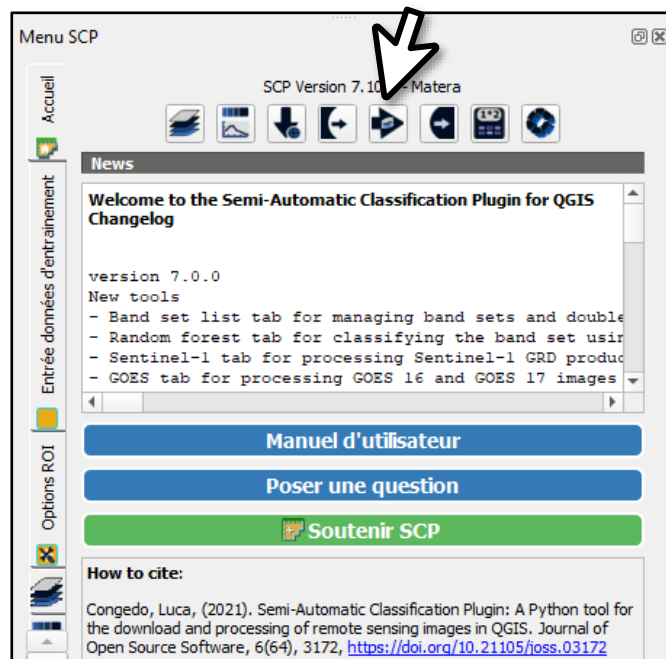 Menu SCP
SCP Version 7.10 - Matera
Accueil
Entrée données d'entrainement
Options ROI
1*2
News
Welcome to the Semi-Automatic Classification Plugin for QGIS
Changelog
version 7.0.0
New tools
- Band set list tab for managing band sets and double
- Random forest tab for classifying the band set usin
- Sentinel-1 tab for processing Sentinel-1 GRD produc
- GOES tab for processing GOES 16 and GOES 17 images
Manuel d'utilisateur
Poser une question
Soutenir SCP
How to cite:
Congedo, Luca, (2021). Semi-Automatic Classification Plugin: A Python tool for
the download and processing of remote sensing images in QGIS. Journal of
Open Source Software, 6(64), 3172, https://doi.org/10.21105/joss.03172